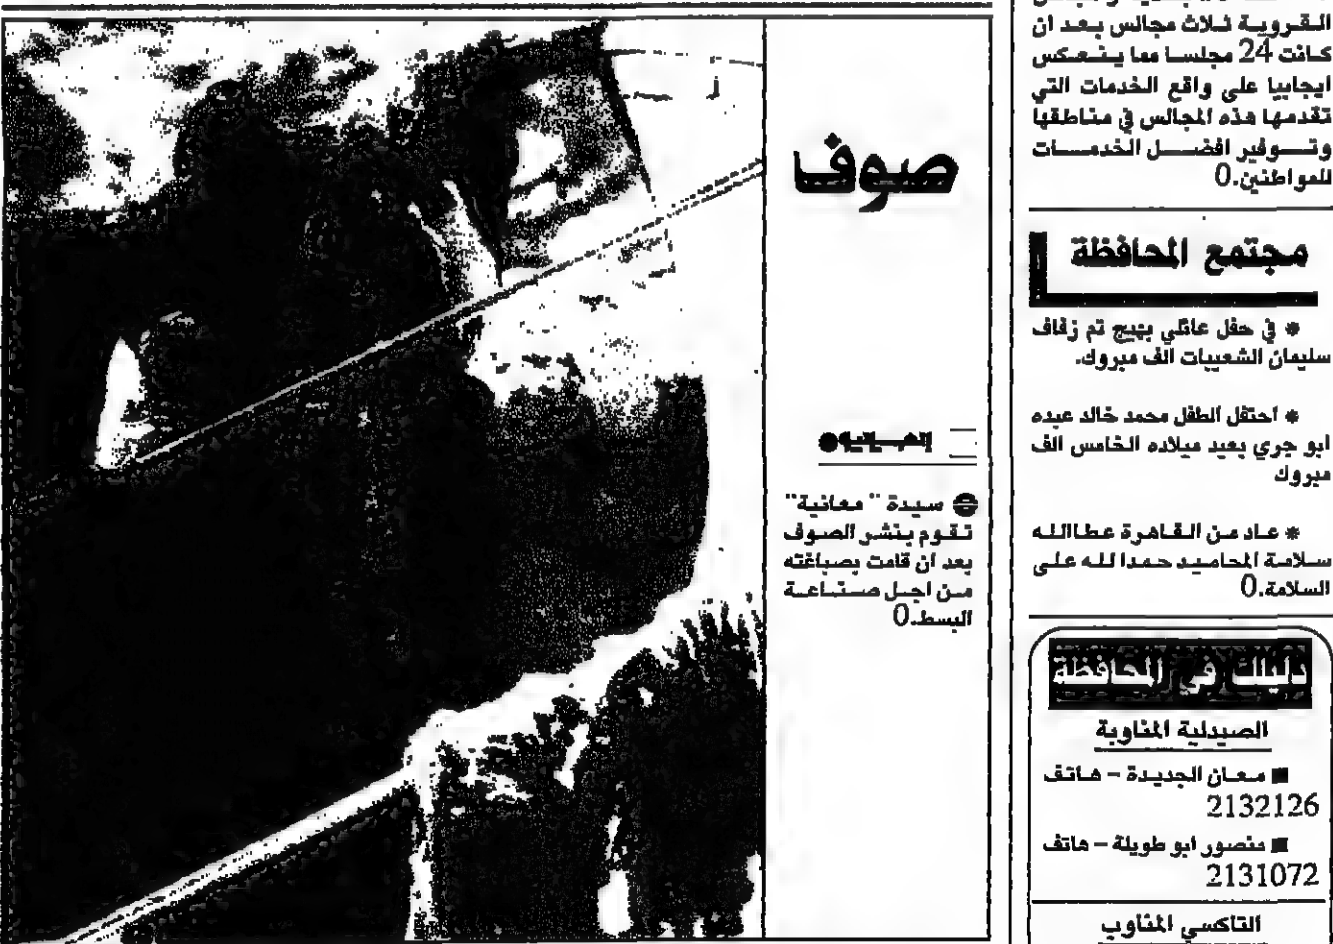 القروية ثلاث مجالس بعد ان
كانت 24 مجلسا مما ينعكس
ايجابيا على واقع الخدمات التي
تقدمها هذه المجالس في مناطقها
وتوفير افضل الخدمات
للمواطنين.0
مجتمع المحافظة
* في حفل عائلي بهيج تم زفاف
سليمان الشعيبات الف مبروك.
* احتفل الطفل محمد خالد عبده
ابو جري بعيد ميلاده الخامس الف
مبروك
* عاد من القاهرة عطاالله
سلامة المحاميد حمدا لله على
السلامة.0
دليلك في المحافظة
الصيدلية المناوبة
■ معان الجديدة – هاتف
2132126
■ منصور ابو طويلة – هاتف
2131072
التاكسي المناوب
صوف
سيدة "معانية"
تقوم بنشر الصوف
بعد ان قامت بصباغته
من اجل صناعة
البسط.0